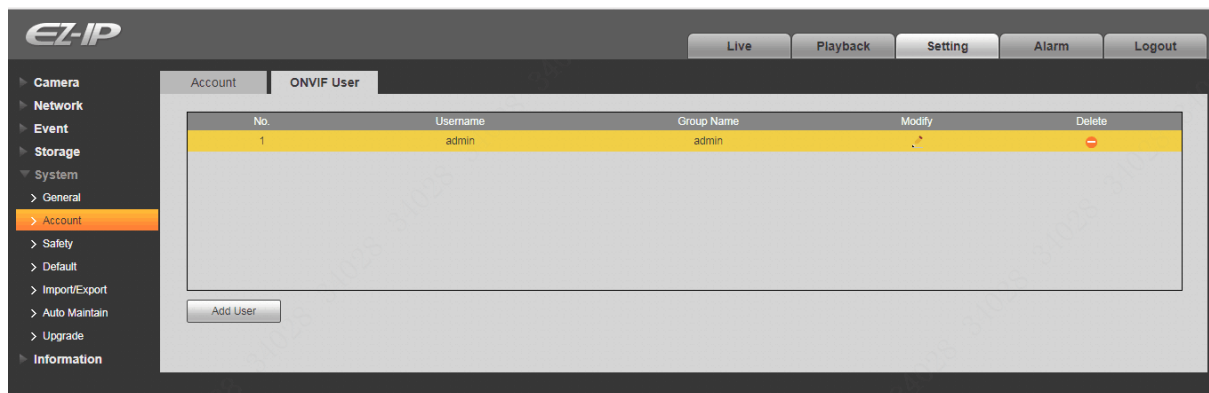 EZ-IP
Live Playback Setting Alarm Logout
Camera
Network
Event
Storage
System
General
Account
Safety
Default
Import/Export
Auto Maintain
Upgrade
Information
Account ONVIF User
No. Username Group Name Modify Delete
1 admin admin
Add User